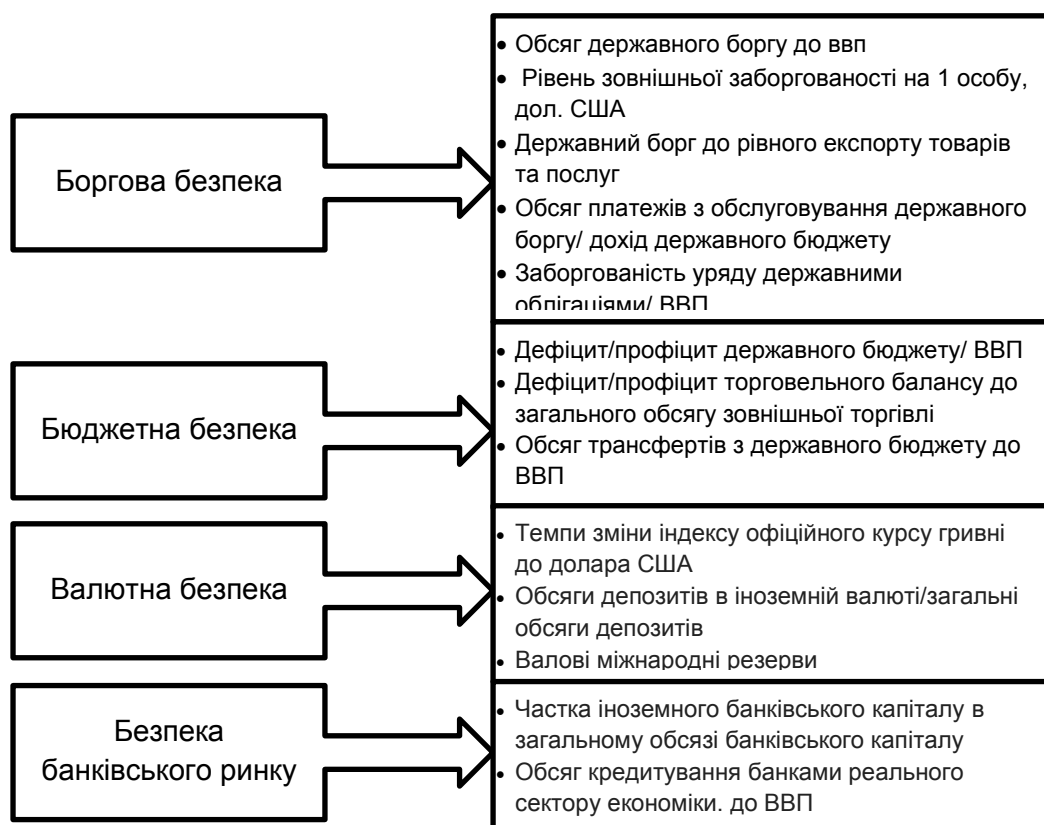 Боргова безпека
• Обсяг державного боргу до ввп
• Рівень зовнішньої заборгованості на 1 особу,
дол. США
• Державний борг до рівного експорту товарів
та послуг
• Обсяг платежів з обслуговування державного
боргу/ дохід державного бюджету
• Заборгованість уряду державними
облігаціями/ ВВП
Бюджетна безпека
• Дефіцит/профіцит державного бюджету/ ВВП
• Дефіцит/профіцит торговельного балансу до
загального обсягу зовнішньої торгівлі
• Обсяг трансфертів з державного бюджету до
ВВП
Валютна безпека
• Темпи зміни індексу офіційного курсу гривні
до долара США
• Обсяги депозитів в іноземній валюті/загальні
обсяги депозитів
• Валові міжнародні резерви
Безпека
банківського ринку
• Частка іноземного банківського капіталу в
загальному обсязі банківського капіталу
• Обсяг кредитування банками реального
сектору економіки. до ВВП